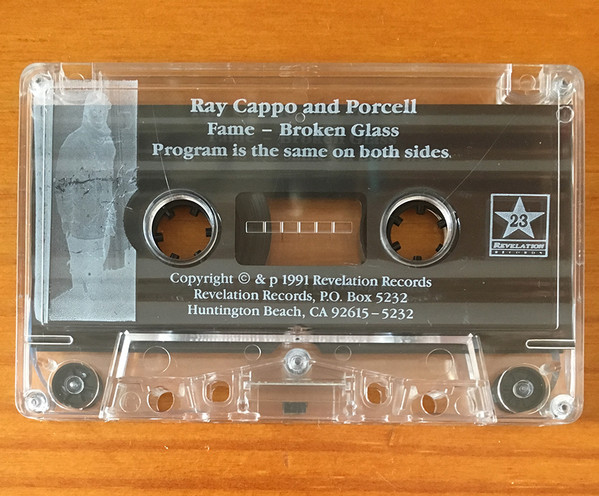 Ray Cappo and Porcell
Fame – Broken Glass
Program is the same on both sides.
23
REVELATION
RECORDS
Copyright © & p 1991 Revelation Records
Revelation Records, P.O. Box 5232
Huntington Beach, CA 92615–5232